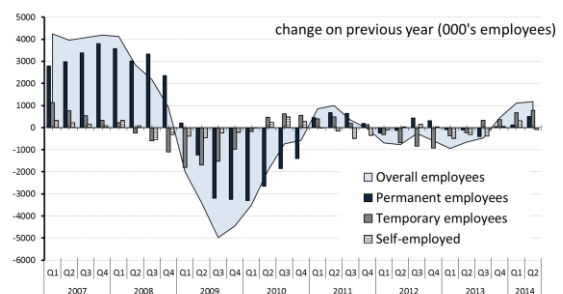 change on previous year (000's employees)
5000
4000
3000
2000
1000
0
-1000
-2000
-3000
-4000
-5000
-6000
Overall employees
Permanent employees
Temporary employees
Self-employed
Q1 Q2 Q3 Q4 Q1 Q2 Q3 Q4 Q1 Q2 Q3 Q4 Q1 Q2 Q3 Q4 Q1 Q2 Q3 Q4 Q1 Q2 Q3 Q4 Q1 Q2 Q3 Q4 Q1 Q2
2007 2008 2009 2010 2011 2012 2013 2014